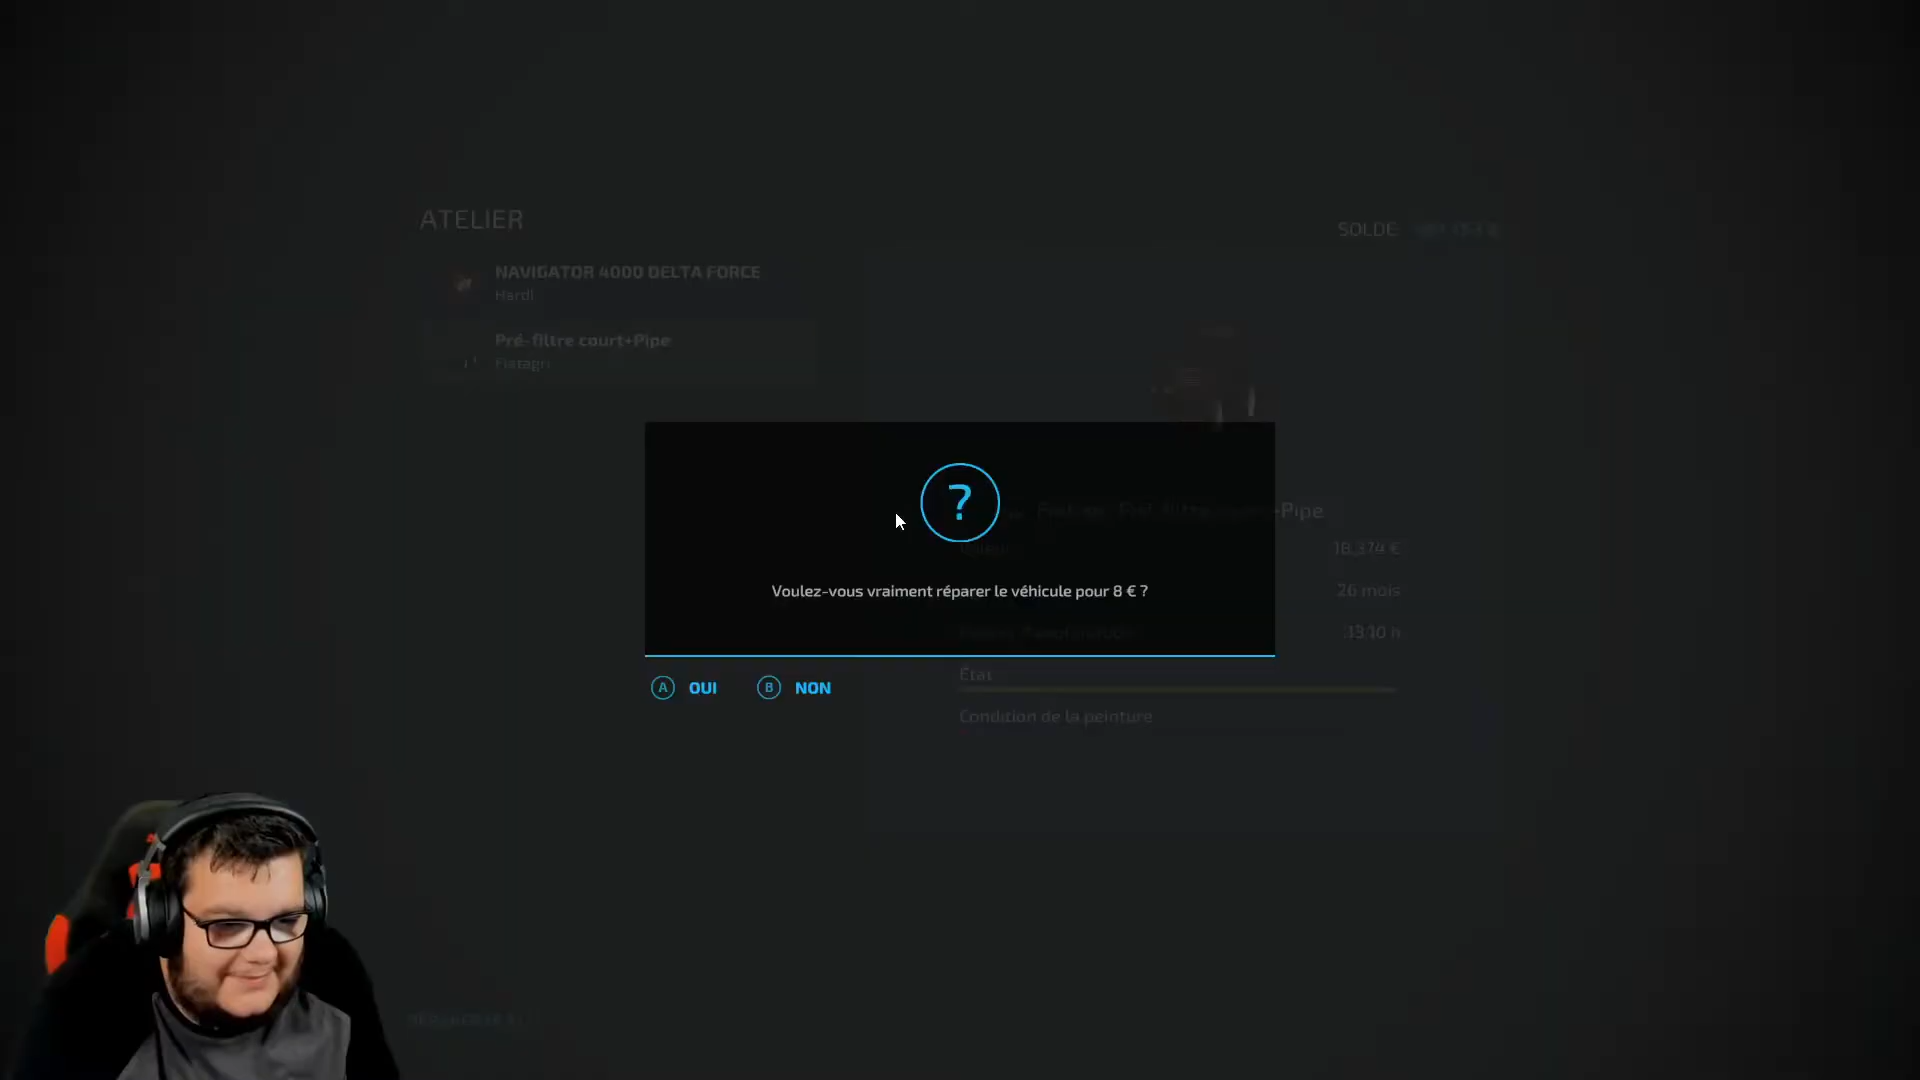 ATELIER
SOLDE
NAVIGATOR 4000 DELTA FORCE
Hardi
Pré-filtre court+Pipe
Fiatagri
?
-Pipe
18,374 €
Voulez-vous vraiment réparer le véhicule pour 8 € ?
26 mois
13:10 h
État
A OUI B NON
Condition de la peinture